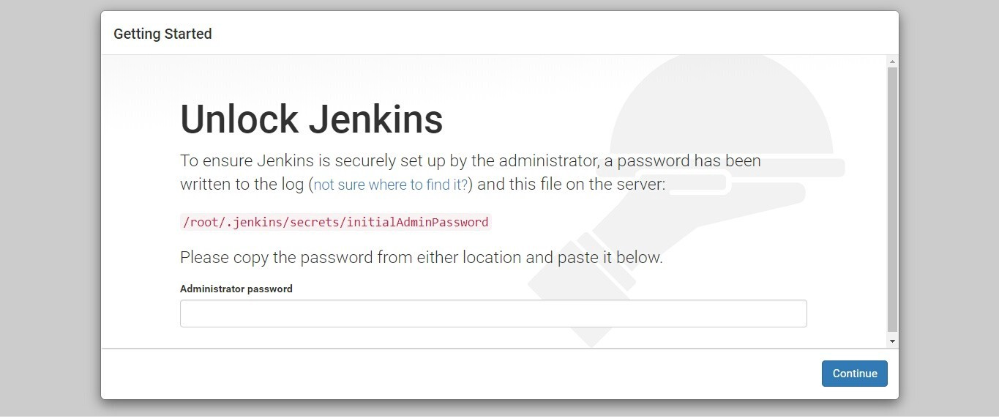 Getting Started
Unlock Jenkins
To ensure Jenkins is securely set up by the administrator, a password has been
written to the log (not sure where to find it?) and this file on the server:
/root/.jenkins/secrets/initialAdminPassword
Please copy the password from either location and paste it below.
Administrator password
Continue